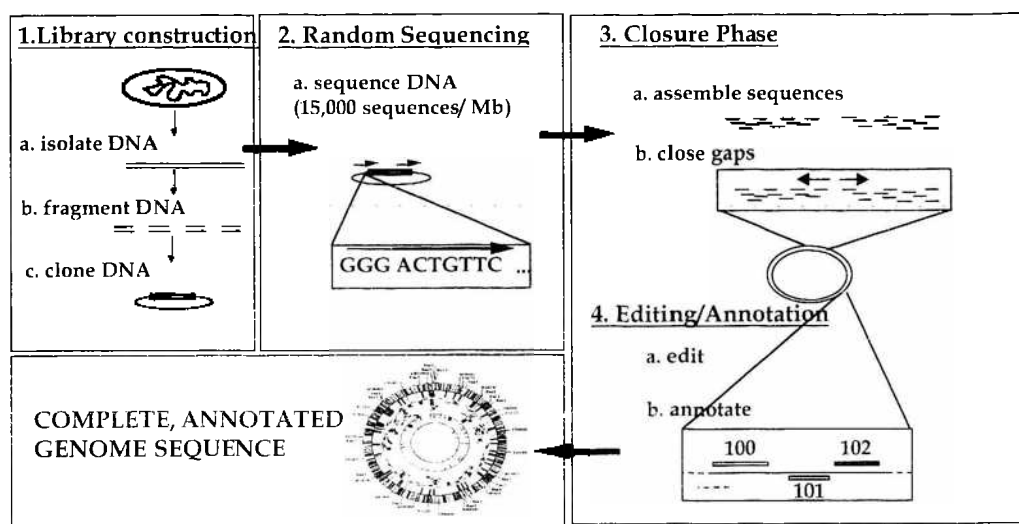 1.Library construction
a. isolate DNA
b. fragment DNA
c. clone DNA
2. Random Sequencing
a. sequence DNA
(15,000 sequences/ Mb)
GGG ACTGTTC ...
3. Closure Phase
a. assemble sequences
b. close gaps
4. Editing/Annotation
a. edit
b. annotate
100
102
101
COMPLETE, ANNOTATED
GENOME SEQUENCE